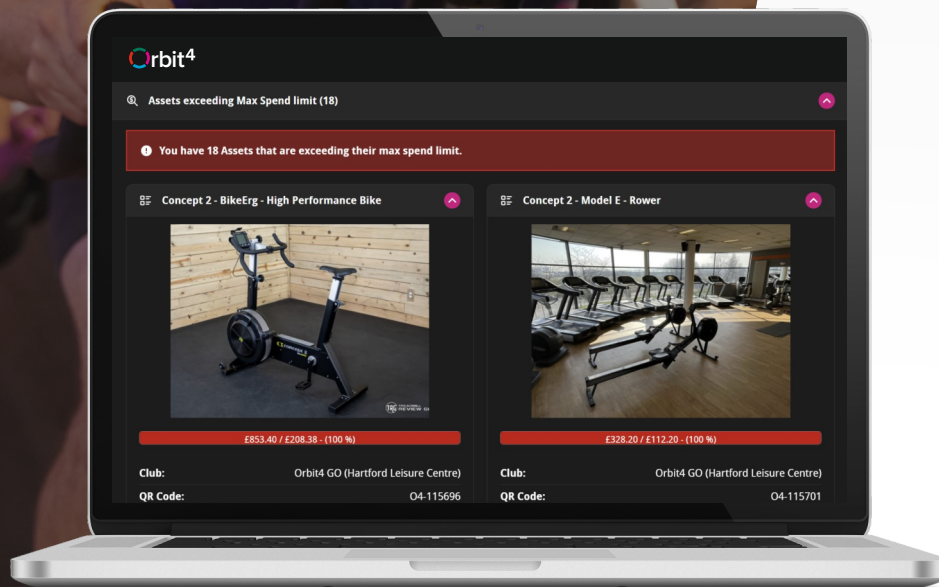 Orbit4
Assets exceeding Max Spend limit (18)
You have 18 Assets that are exceeding their max spend limit.
Concept 2 - BikeErg - High Performance Bike
Concept 2 - Model E - Rower
£853.40 / £208.38 - (100 %)
£328.20 / £112.20 - (100 %)
Club: Orbit4 GO (Hartford Leisure Centre)
Club: Orbit4 GO (Hartford Leisure Centre)
QR Code: O4-115696
QR Code: O4-115701